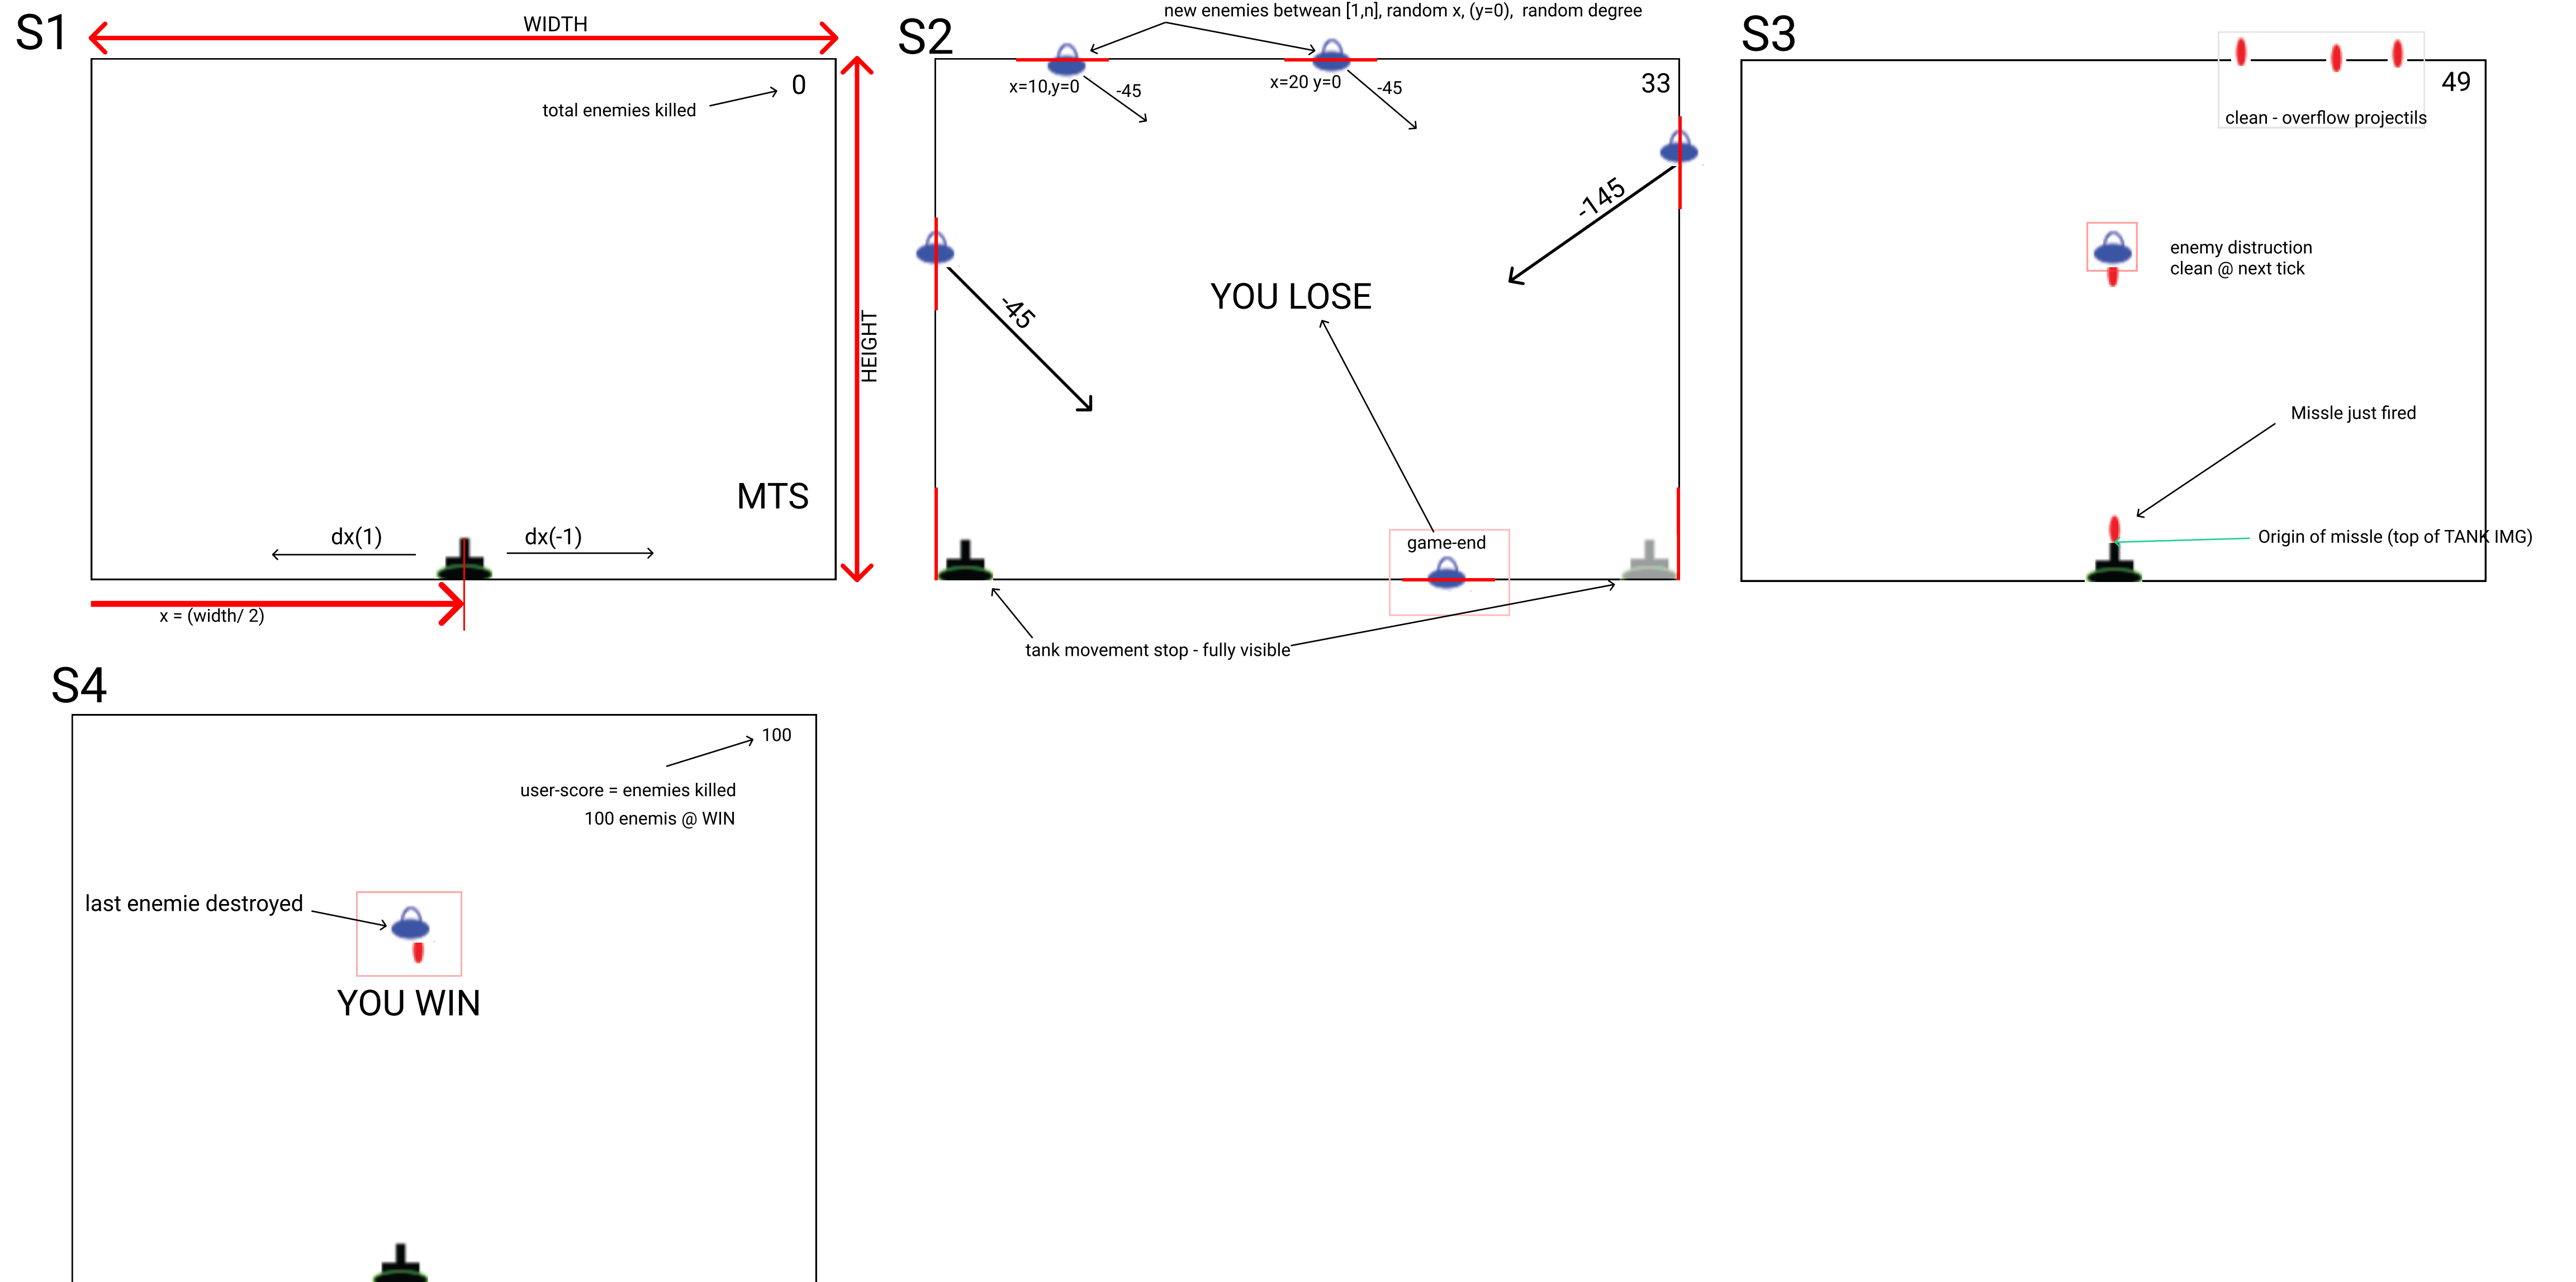 S1
WIDTH
0
total enemies killed
HEIGHT
MTS
dx(1)
dx(-1)
x = (width/ 2)
S2
new enemies betwean [1,n], random x, (y=0),  random degree
33
x=10,y=0
-45
x=20 y=0
-45
-145
-45
YOU LOSE
game-end
tank movement stop - fully visible
S3
49
clean - overflow projectils
enemy distruction
clean @ next tick
Missle just fired
Origin of missle (top of TANK IMG)
S4
100
user-score = enemies killed
100 enemis @ WIN
last enemie destroyed
YOU WIN